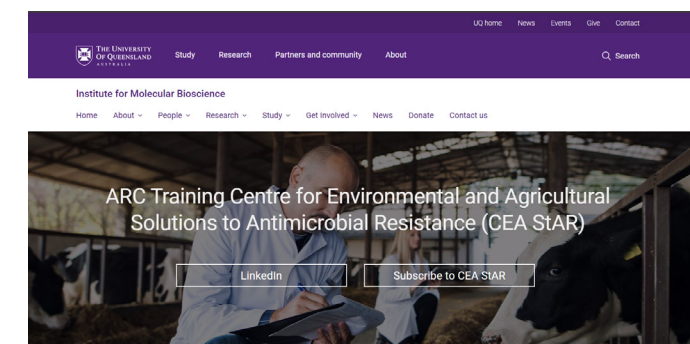 UQ home News Events Give Contact
THE UNIVERSITY
OF QUEENSLAND
AUSTRALIA
Study Research Partners and community About
Search
Institute for Molecular Bioscience
Home About People Research Study Get Involved News Donate Contact us
ARC Training Centre for Environmental and Agricultural
Solutions to Antimicrobial Resistance (CEA StAR)
LinkedIn Subscribe to CEA StAR